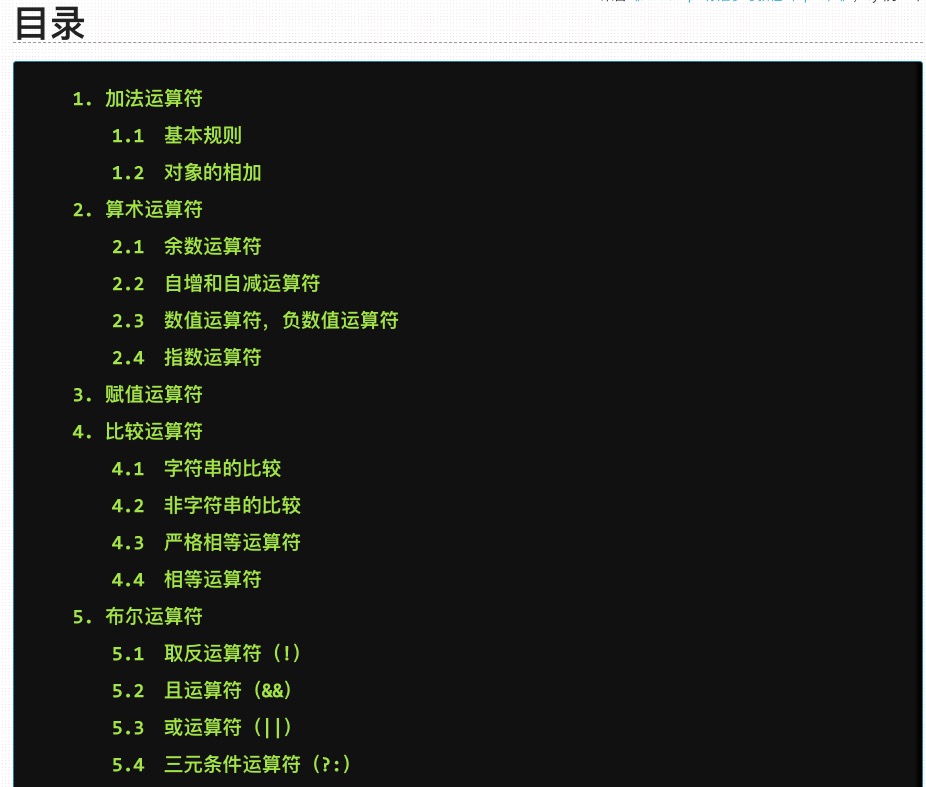 目录
1. 加法运算符
1.1 基本规则
1.2 对象的相加
2. 算术运算符
2.1 余数运算符
2.2 自增和自减运算符
2.3 数值运算符，负数值运算符
2.4 指数运算符
3. 赋值运算符
4. 比较运算符
4.1 字符串的比较
4.2 非字符串的比较
4.3 严格相等运算符
4.4 相等运算符
5. 布尔运算符
5.1 取反运算符（!）
5.2 且运算符（&&）
5.3 或运算符（||）
5.4 三元条件运算符（?:）